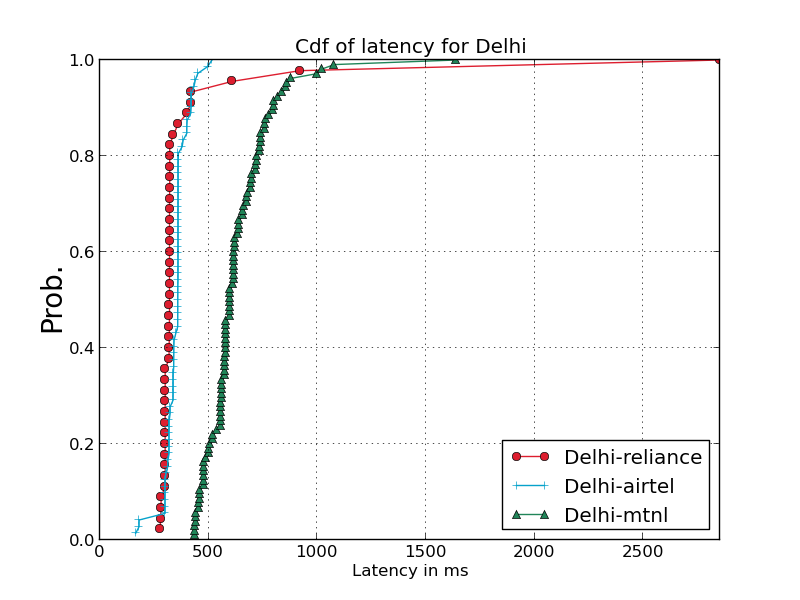 Cdf of latency for Delhi
1.0
0.8
0.6
0.4
0.2
0.0
Prob.
0 500 1000 1500 2000 2500
Latency in ms
Delhi-reliance
Delhi-airtel
Delhi-mtnl